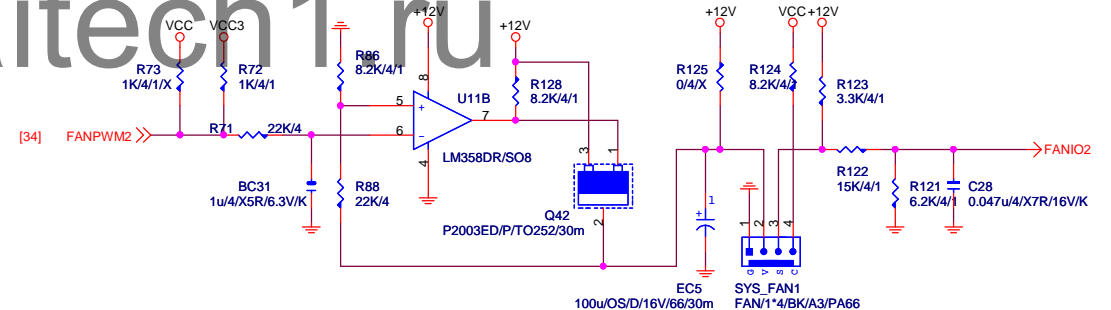 Aitech1.ru
VCC
VCC3
+12V
+12V
+12V
VCC
+12V
R73
1K/4/1/X
R72
1K/4/1
R86
8.2K/4/1
8
U11B
R128
8.2K/4/1
R125
0/4/X
R124
8.2K/4/1
R123
3.3K/4/1
5
+
7
[34]
FANPWM2
R71
22K/4
6
-
4
LM358DR/SO8
3
1
FANIO2
BC31
1u/4/X5R/6.3V/K
R88
22K/4
Q42
P2003ED/P/TO252/30m
2
+
1
1
2
3
4
R122
15K/4/1
R121
6.2K/4/1
C28
0.047u/4/X7R/16V/K
G
V
S
C
EC5
100u/OS/D/16V/66/30m
SYS_FAN1
FAN/1*4/BK/A3/PA66